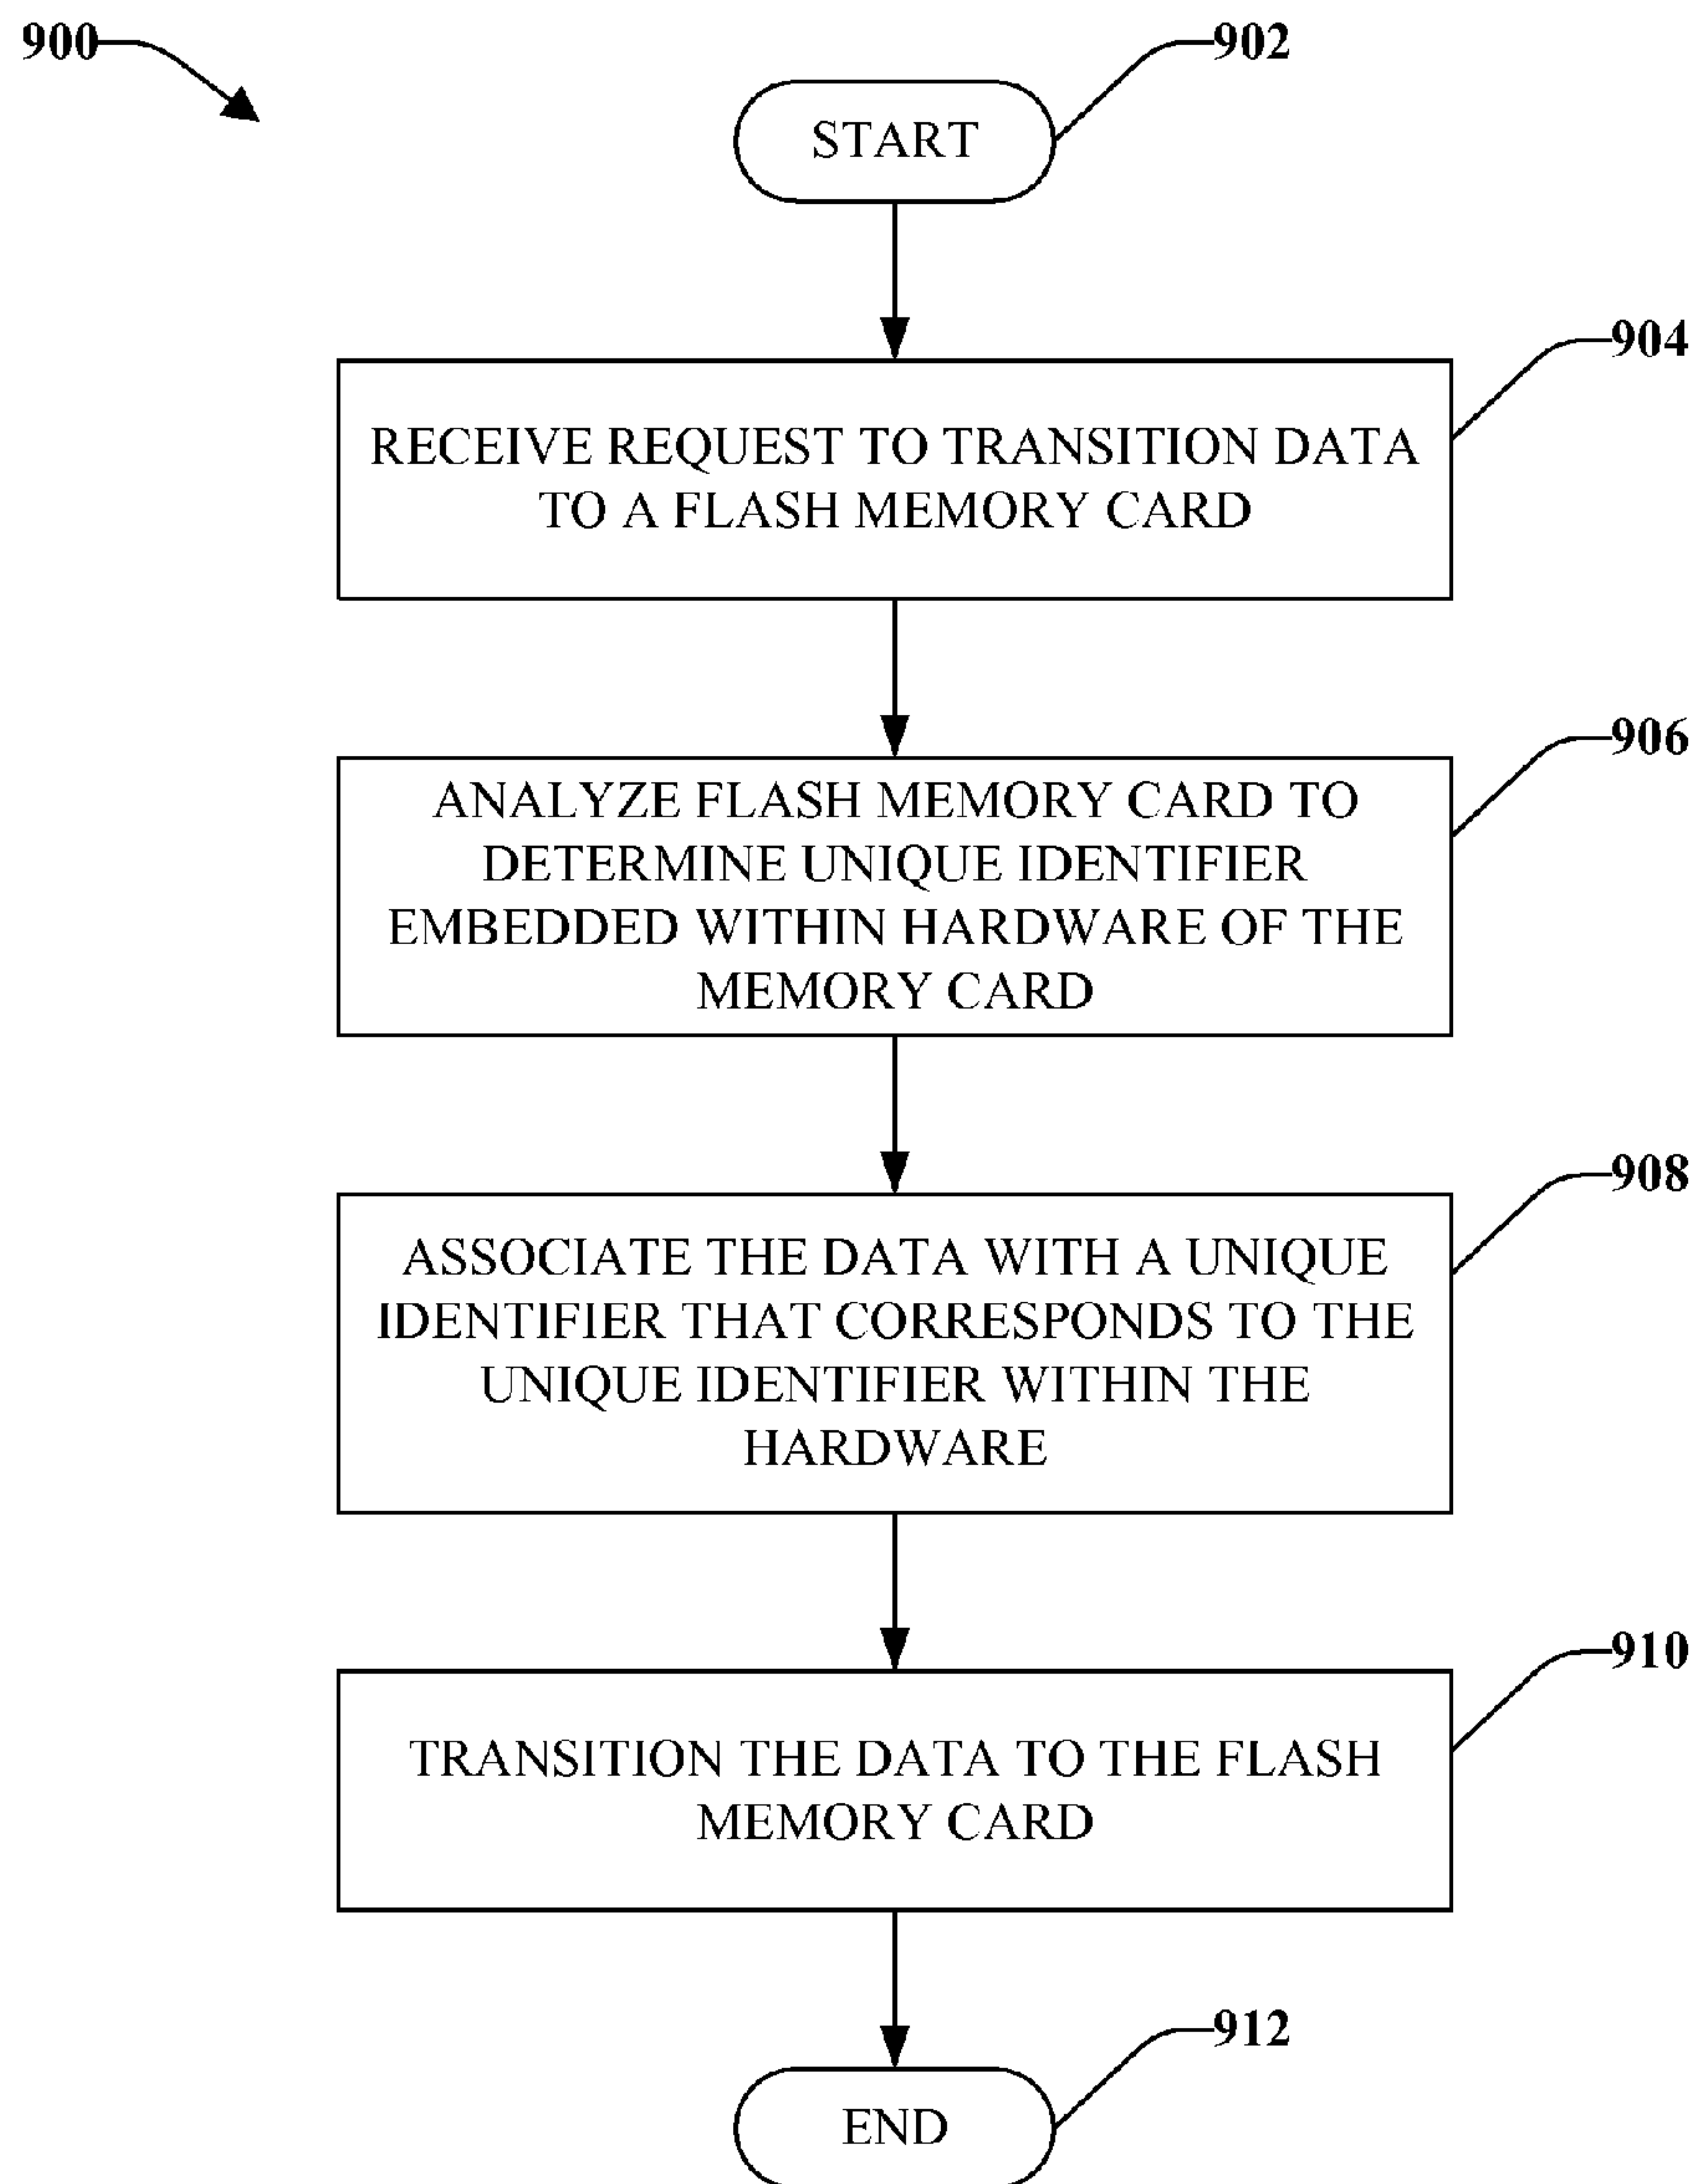 900
902
START
904
RECEIVE REQUEST TO TRANSITION DATA
TO A FLASH MEMORY CARD
906
ANALYZE FLASH MEMORY CARD TO
DETERMINE UNIQUE IDENTIFIER
EMBEDDED WITHIN HARDWARE OF THE
MEMORY CARD
908
ASSOCIATE THE DATA WITH A UNIQUE
IDENTIFIER THAT CORRESPONDS TO THE
UNIQUE IDENTIFIER WITHIN THE
HARDWARE
910
TRANSITION THE DATA TO THE FLASH
MEMORY CARD
912
END